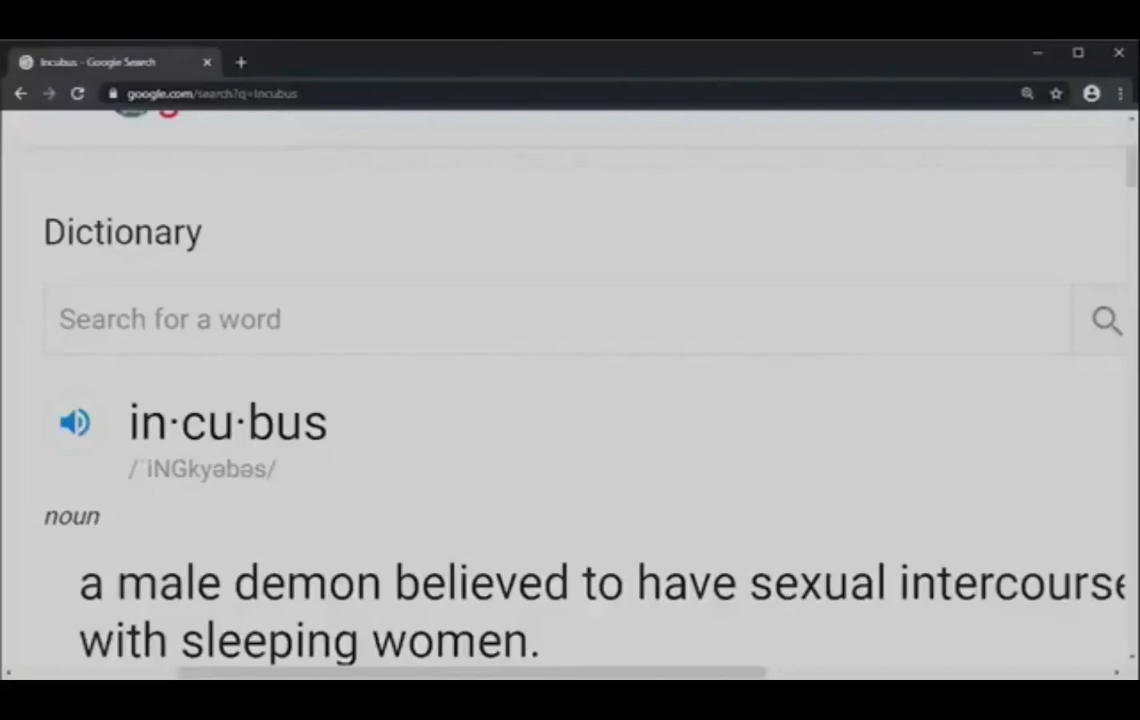 Incubus - Google Search
google.com/search?q=Incubus
Dictionary
Search for a word
in·cu·bus
/ˈiNGkyəbəs/
noun
a male demon believed to have sexual intercourse
with sleeping women.